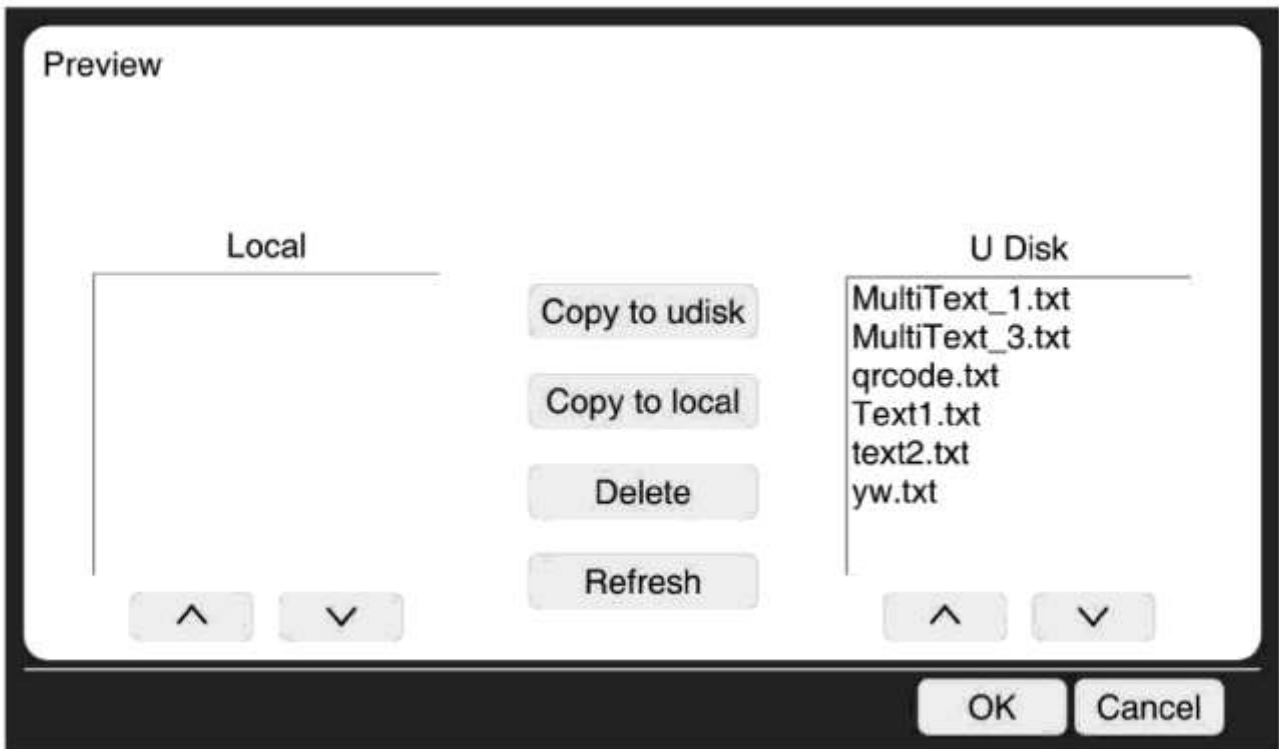 Preview
Local
U Disk
Copy to udisk
Copy to local
Delete
Refresh
MultiText_1.txt
MultiText_3.txt
qrcode.txt
Text1.txt
text2.txt
yw.txt
OK
Cancel